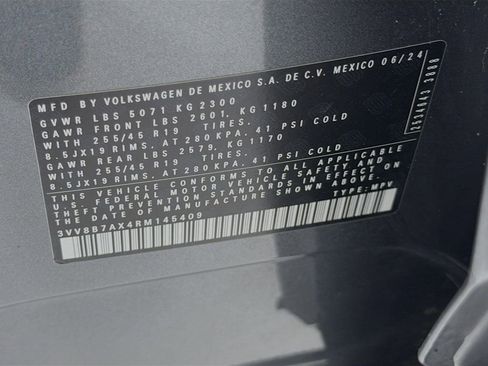 MFD BY VOLKSWAGEN DE MEXICO S.A. DE C.V. MEXICO 06/24
GVWR LBS 5071 KG 2300
GAWR FRONT LBS 2601, KG 1180
WITH 255/45 R19 TIRES,
8.5JX19 RIMS, AT 280 KPA, 41 PSI COLD
GAWR REAR LBS 2579, KG 1170
WITH 255/45 R19 TIRES,
8.5JX19 RIMS, AT 280 KPA, 41 PSI COLD
THIS VEHICLE CONFORMS TO ALL APPLICABLE
U.S. FEDERAL MOTOR VEHICLE SAFETY AND
THEFT PREVENTION STANDARDS IN EFFECT ON THE
DATE OF MANUFACTURE SHOWN ABOVE.
3VV8B7AX4RM145409 TYPE: MPV
3888